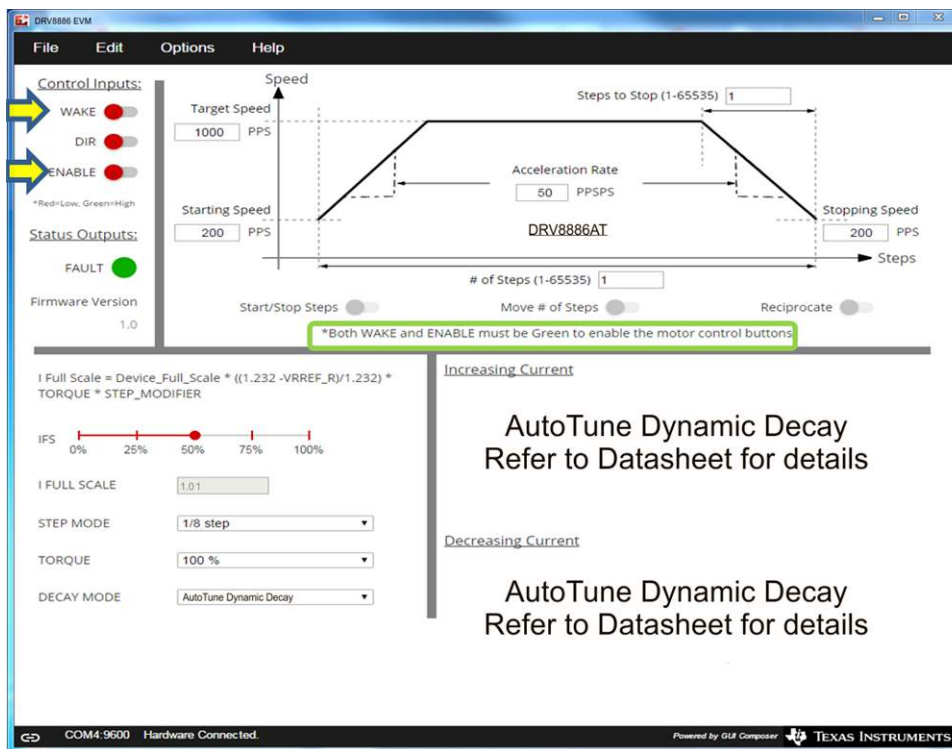 DRV8886 EVM
File Edit Options Help
Control Inputs:
WAKE
DIR
ENABLE
*Red=Low, Green=High
Status Outputs:
FAULT
Firmware Version
1.0
Speed
Steps to Stop (1-65535) 1
Target Speed
1000 PPS
Acceleration Rate
50 PPSPS
Starting Speed
200 PPS
DRV8886AT
Stopping Speed
200 PPS
Steps
# of Steps (1-65535) 1
Start/Stop Steps Move # of Steps Reciprocate
*Both WAKE and ENABLE must be Green to enable the motor control buttons
I Full Scale = Device_Full_Scale * ((1.232 -VRREF_R)/1.232) *
TORQUE * STEP_MODIFIER
IFS
0% 25% 50% 75% 100%
I FULL SCALE 1.01
STEP MODE 1/8 step
TORQUE 100 %
DECAY MODE AutoTune Dynamic Decay
Increasing Current
AutoTune Dynamic Decay
Refer to Datasheet for details
Decreasing Current
AutoTune Dynamic Decay
Refer to Datasheet for details
COM4:9600 Hardware Connected.
Powered by GUI Composer TEXAS INSTRUMENTS